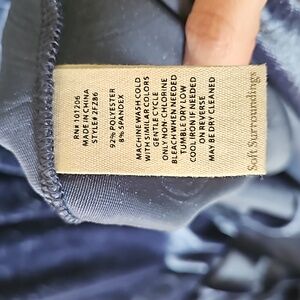 Soft Surroundings
MACHINE WASH COLD
WITH SIMILAR COLORS
GENTLE CYCLE
ONLY NON-CHLORINE
BLEACH WHEN NEEDED
TUMBLE DRY LOW
COOL IRON IF NEEDED
ON REVERSE
MAY BE DRY CLEANED
92% POLYESTER
8% SPANDEX
RN# 101206
MADE IN CHINA
STYLE# 2FZ86